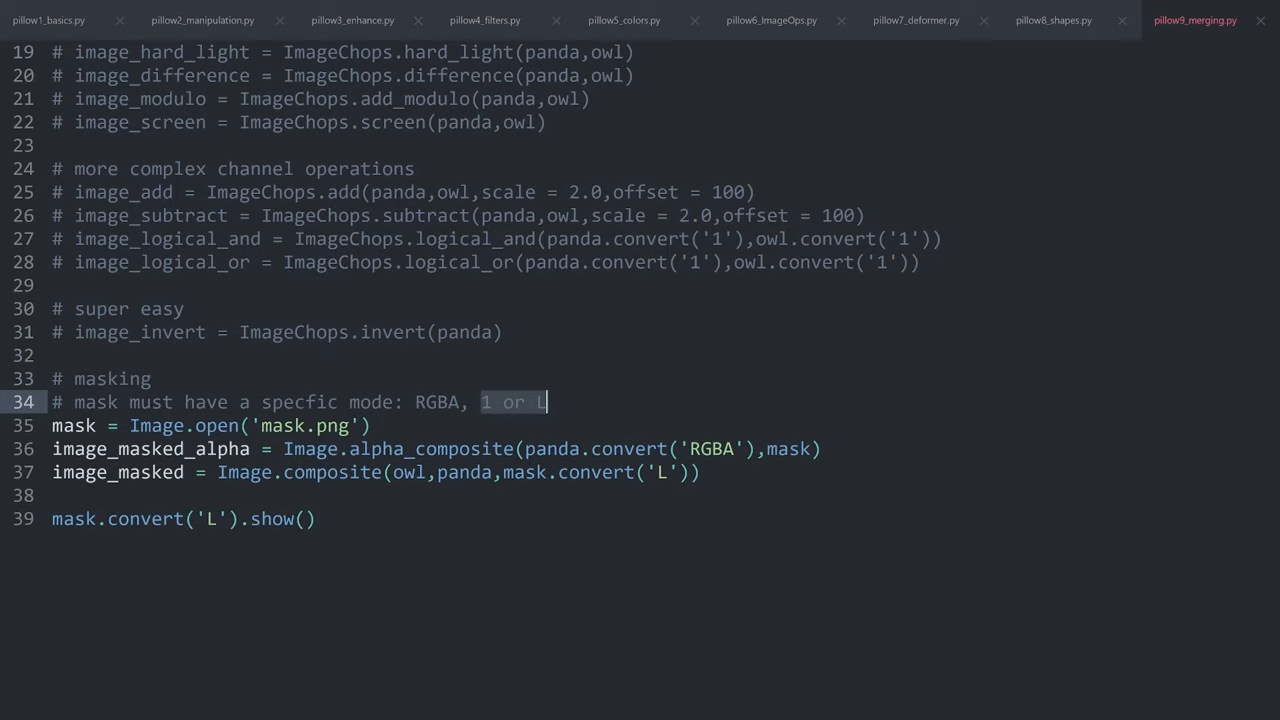 pillow1_basics.py pillow2_manipulation.py pillow3_enhance.py pillow4_filters.py pillow5_colors.py pillow6_ImageOps.py pillow7_deformer.py pillow8_shapes.py pillow9_merging.py
19 # image_hard_light = ImageChops.hard_light(panda,owl)
20 # image_difference = ImageChops.difference(panda,owl)
21 # image_modulo = ImageChops.add_modulo(panda,owl)
22 # image_screen = ImageChops.screen(panda,owl)
23
24 # more complex channel operations
25 # image_add = ImageChops.add(panda,owl,scale = 2.0,offset = 100)
26 # image_subtract = ImageChops.subtract(panda,owl,scale = 2.0,offset = 100)
27 # image_logical_and = ImageChops.logical_and(panda.convert('1'),owl.convert('1'))
28 # image_logical_or = ImageChops.logical_or(panda.convert('1'),owl.convert('1'))
29
30 # super easy
31 # image_invert = ImageChops.invert(panda)
32
33 # masking
34 # mask must have a specfic mode: RGBA, 1 or L
35 mask = Image.open('mask.png')
36 image_masked_alpha = Image.alpha_composite(panda.convert('RGBA'),mask)
37 image_masked = Image.composite(owl,panda,mask.convert('L'))
38
39 mask.convert('L').show()